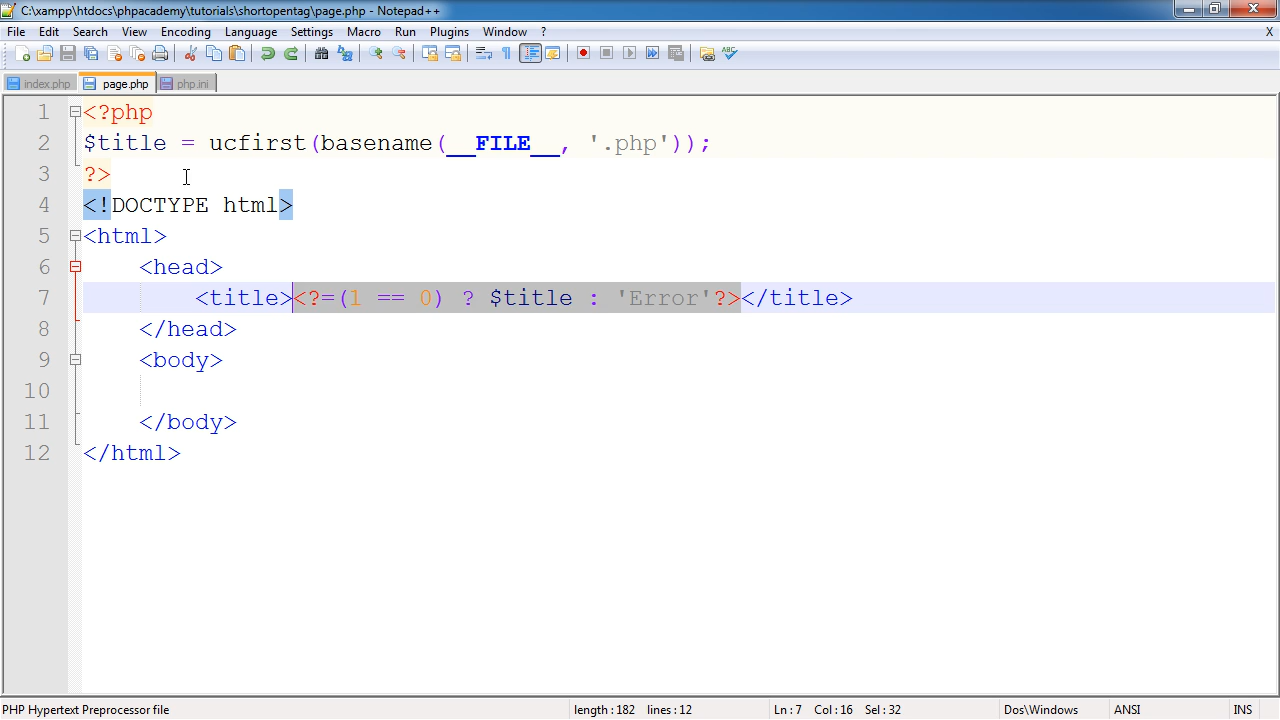 C:\xampp\htdocs\phpacademy\tutorials\shortopentag\page.php - Notepad++
File Edit Search View Encoding Language Settings Macro Run Plugins Window ? X
index.php page.php php.ini
1 <?php
2 $title = ucfirst(basename(__FILE__, '.php'));
3 ?>
4 <!DOCTYPE html>
5 <html>
6 <head>
7 <title><?=(1 == 0) ? $title : 'Error'?></title>
8 </head>
9 <body>
10
11 </body>
12 </html>
PHP Hypertext Preprocessor file length : 182 lines : 12 Ln : 7 Col : 16 Sel : 32 Dos\Windows ANSI INS